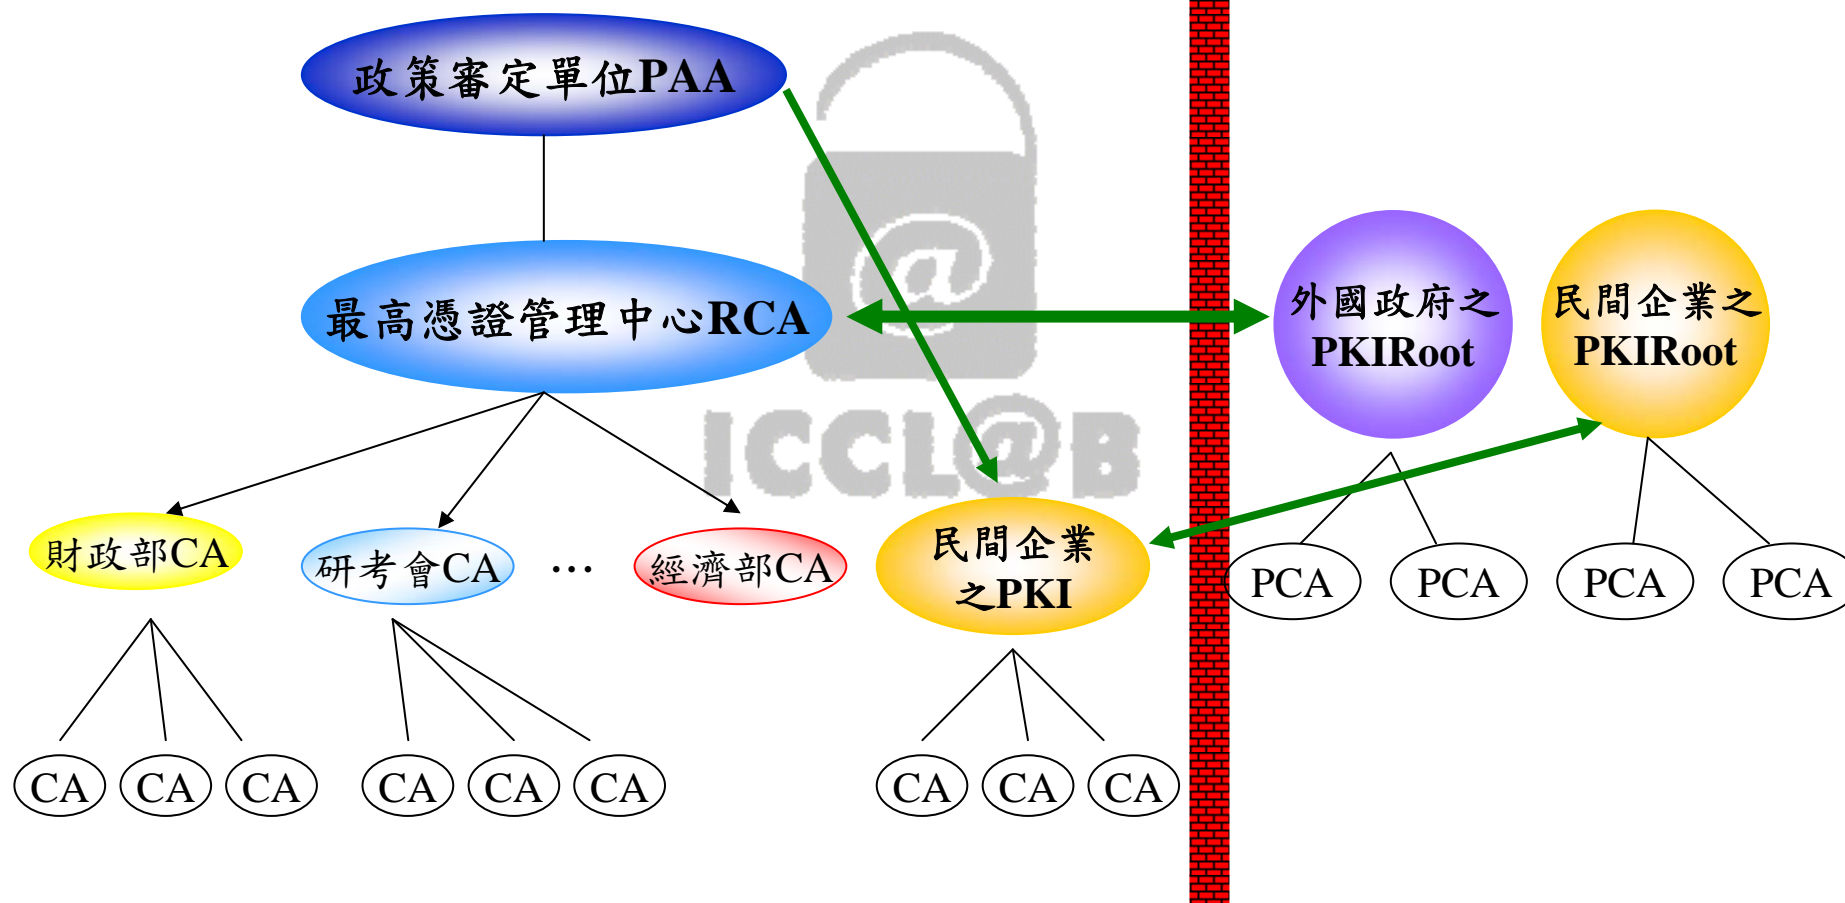 政策審定單位PAA
最高憑證管理中心RCA
外國政府之
PKIRoot
民間企業之
PKIRoot
ICCL@B
@
財政部CA
研考會CA
...
經濟部CA
民間企業
之PKI
PCA
PCA
PCA
PCA
CA
CA
CA
CA
CA
CA
CA
CA
CA